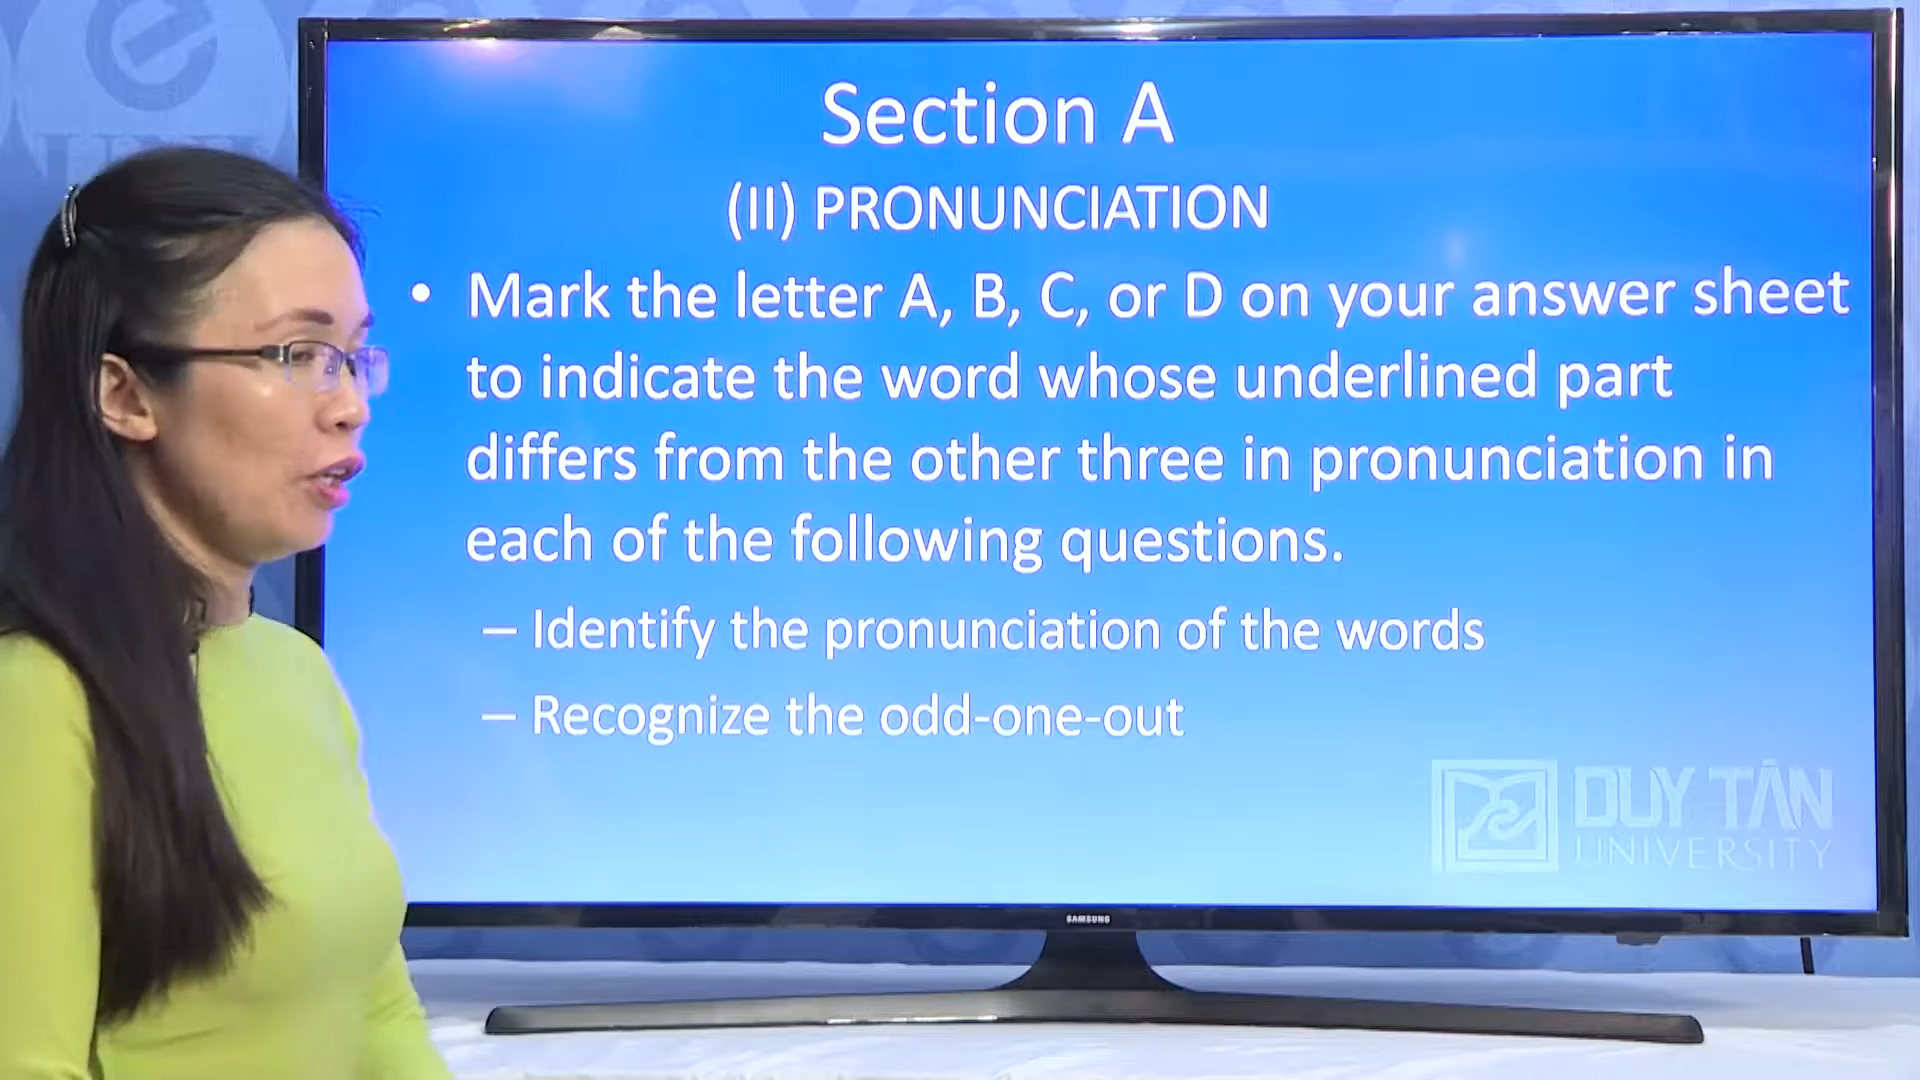 Section A
(II) PRONUNCIATION
• Mark the letter A, B, C, or D on your answer sheet
to indicate the word whose underlined part
differs from the other three in pronunciation in
each of the following questions.
– Identify the pronunciation of the words
– Recognize the odd-one-out
DUY TÂN
UNIVERSITY
SAMSUNG